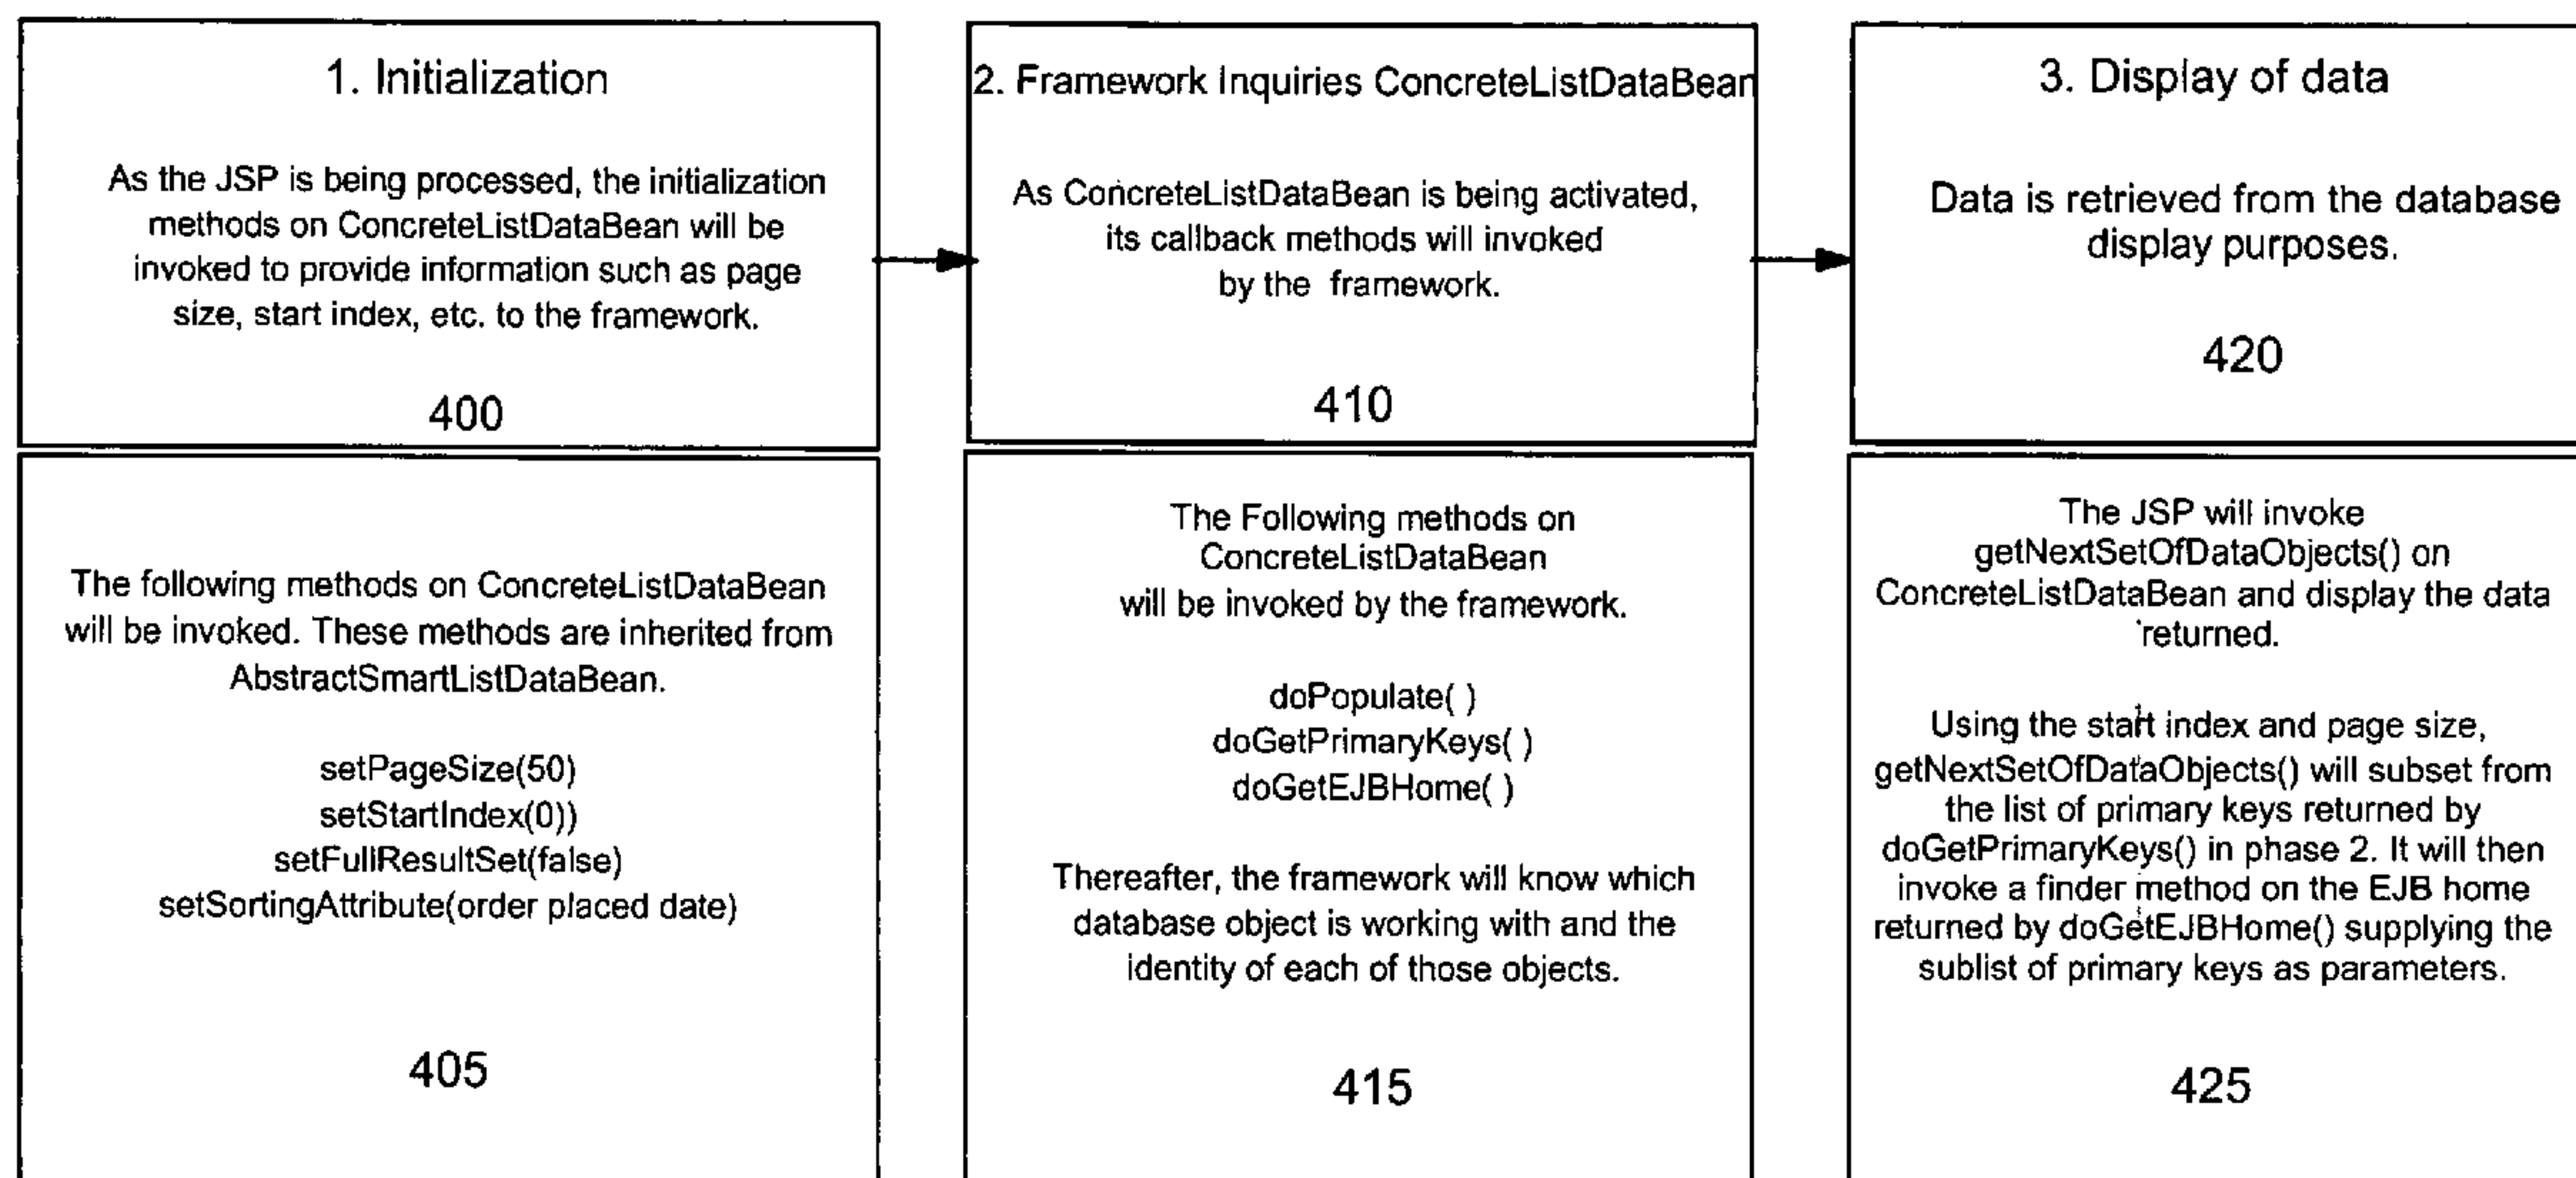 1. Initialization
As the JSP is being processed, the initialization
methods on ConcreteListDataBean will be
invoked to provide information such as page
size, start index, etc. to the framework.
400
The following methods on ConcreteListDataBean
will be invoked. These methods are inherited from
AbstractSmartListDataBean.
setPageSize(50)
setStartIndex(0))
setFullResultSet(false)
setSortingAttribute(order placed date)
405
2. Framework Inquiries ConcreteListDataBean
As ConcreteListDataBean is being activated,
its callback methods will invoked
by the framework.
410
The Following methods on
ConcreteListDataBean
will be invoked by the framework.
doPopulate( )
doGetPrimaryKeys( )
doGetEJBHome( )
Thereafter, the framework will know which
database object is working with and the
identity of each of those objects.
415
3. Display of data
Data is retrieved from the database
display purposes.
420
The JSP will invoke
getNextSetOfDataObjects() on
ConcreteListDataBean and display the data
returned.
Using the start index and page size,
getNextSetOfDataObjects() will subset from
the list of primary keys returned by
doGetPrimaryKeys() in phase 2. It will then
invoke a finder method on the EJB home
returned by doGetEJBHome() supplying the
sublist of primary keys as parameters.
425